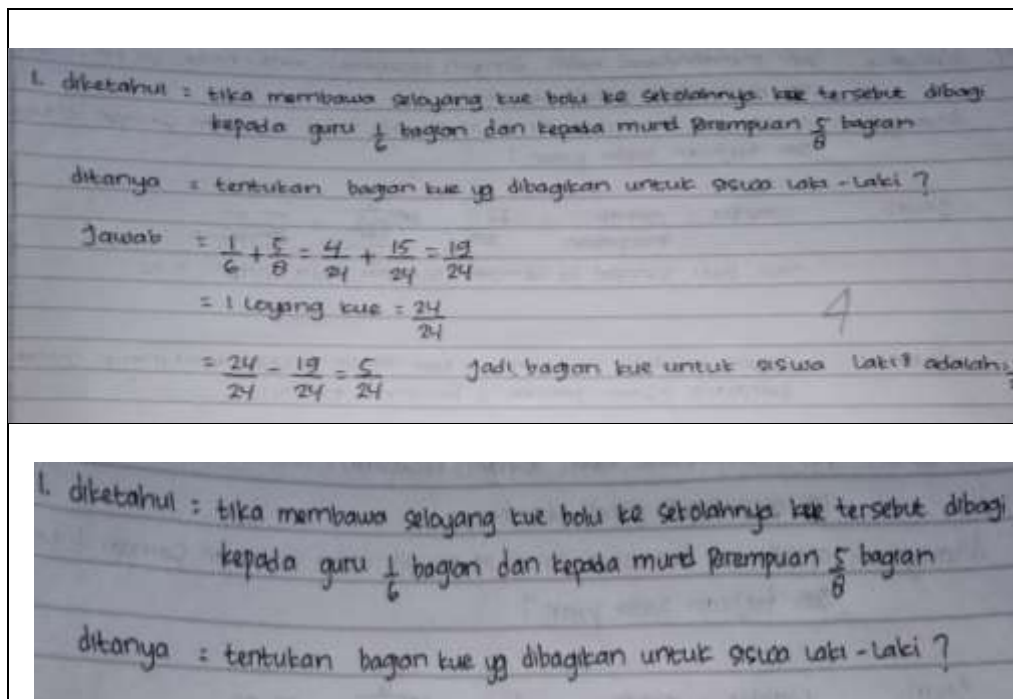 1. diketahui : tika membawa seloyang kue bolu ke sekolahnya. kue tersebut dibagi
kepada guru 1/6 bagian dan kepada murid perempuan 5/8 bagian
ditanya : tentukan bagian kue yg dibagikan untuk siswa laki-laki ?
Jawab = 1/6 + 5/8 = 4/24 + 15/24 = 19/24
= 1 loyang kue = 24/24
4
= 24/24 - 19/24 = 5/24 Jadi bagian kue untuk siswa laki² adalah
1. diketahui : tika membawa seloyang kue bolu ke sekolahnya kue tersebut dibagi
kepada guru 1/6 bagian dan kepada murid perempuan 5/8 bagian
ditanya : tentukan bagian kue yg dibagikan untuk siswa laki-laki ?